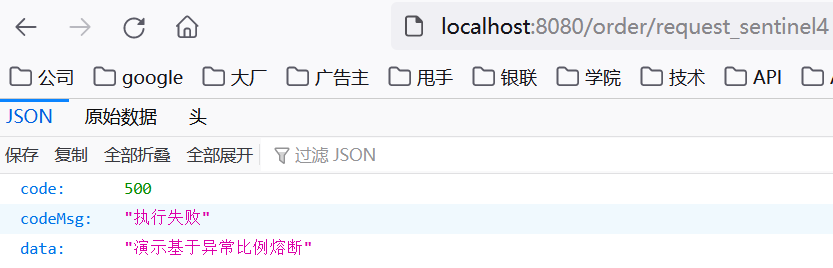 localhost:8080/order/request_sentinel4
公司 google 大厂 广告主 甩手 银联 学院 技术 API
JSON 原始数据 头
保存 复制 全部折叠 全部展开 过滤 JSON
code: 500
codeMsg: "执行失败"
data: "演示基于异常比例熔断"